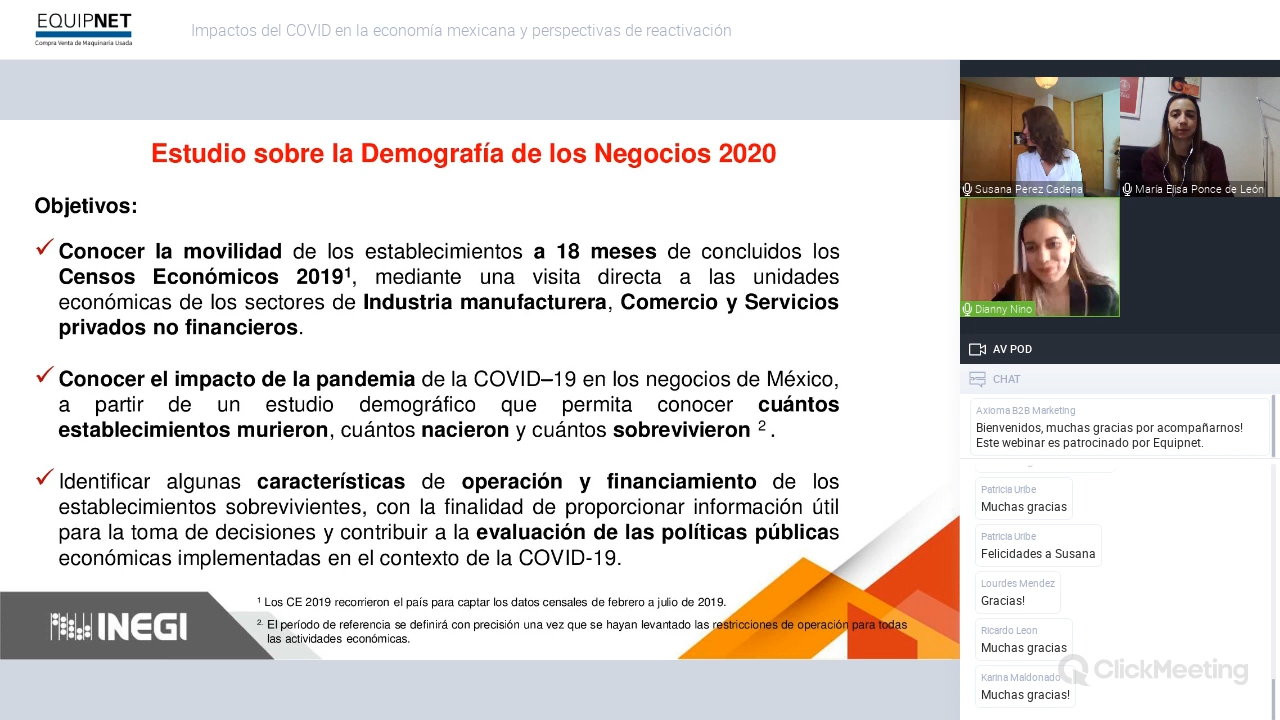 EQUIPNET
Compra Venta de Maquinaria Usada
Impactos del COVID en la economía mexicana y perspectivas de reactivación
Estudio sobre la Demografía de los Negocios 2020
Objetivos:
Conocer la movilidad de los establecimientos a 18 meses de concluidos los
Censos Económicos 2019¹, mediante una visita directa a las unidades
económicas de los sectores de Industria manufacturera, Comercio y Servicios
privados no financieros.
Conocer el impacto de la pandemia de la COVID–19 en los negocios de México,
a partir de un estudio demográfico que permita conocer cuántos
establecimientos murieron, cuántos nacieron y cuántos sobrevivieron ² .
Identificar algunas características de operación y financiamiento de los
establecimientos sobrevivientes, con la finalidad de proporcionar información útil
para la toma de decisiones y contribuir a la evaluación de las políticas públicas
económicas implementadas en el contexto de la COVID-19.
¹ Los CE 2019 recorrieron el país para captar los datos censales de febrero a julio de 2019.
². El período de referencia se definirá con precisión una vez que se hayan levantado las restricciones de operación para todas
las actividades económicas.
INEGI
Susana Perez Cadena
María Elisa Ponce de León
Dianny Nino
AV POD
CHAT
Axioma B2B Marketing
Bienvenidos, muchas gracias por acompañarnos!
Este webinar es patrocinado por Equipnet.
Patricia Uribe
Muchas gracias
Patricia Uribe
Felicidades a Susana
Lourdes Mendez
Gracias!
Ricardo Leon
Muchas gracias
Karina Maldonado
Muchas gracias!
ClickMeeting